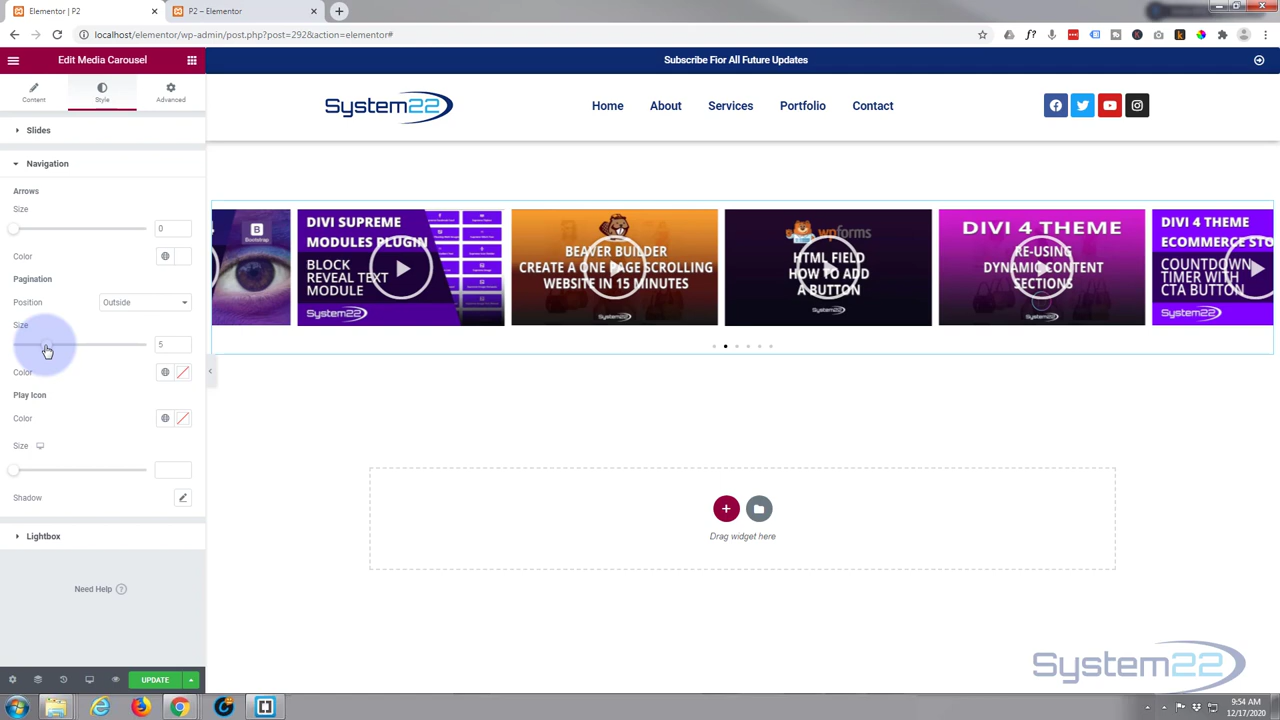 Elementor | P2
P2 – Elementor
localhost/elementor/wp-admin/post.php?post=292&action=elementor#
Edit Media Carousel
Content
Style
Advanced
Slides
Navigation
Arrows
Size
0
Color
Pagination
Position
Outside
Size
5
Color
Play Icon
Color
Size
Shadow
Lightbox
Need Help ?
UPDATE
Subscribe Fior All Future Updates
System22
Home
About
Services
Portfolio
Contact
B
Bootstrap
DIVI SUPREME
MODULES PLUGIN
BLOCK
REVEAL TEXT
MODULE
System22
BEAVER BUILDER
CREATE A ONE PAGE SCROLLING
WEBSITE IN 15 MINUTES
wpforms
HTML FIELD
HOW TO ADD
A BUTTON
DIVI 4 THEME
RE-USING
DYNAMIC CONTENT
SECTIONS
System22
DIVI 4 THEME
ECOMMERCE STO
COUNTDOWN
TIMER WITH
CTA BUTTON
System22
Drag widget here
System22
9:54 AM
12/17/2020